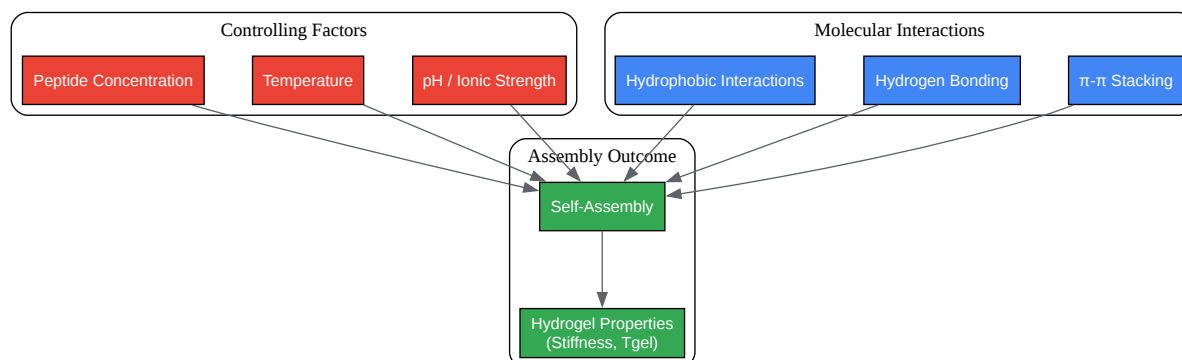 Controlling Factors
Molecular Interactions
Peptide Concentration
Temperature
pH / Ionic Strength
Hydrophobic Interactions
Hydrogen Bonding
π-π Stacking
Assembly Outcome
Self-Assembly
Hydrogel Properties
(Stiffness, Tgel)